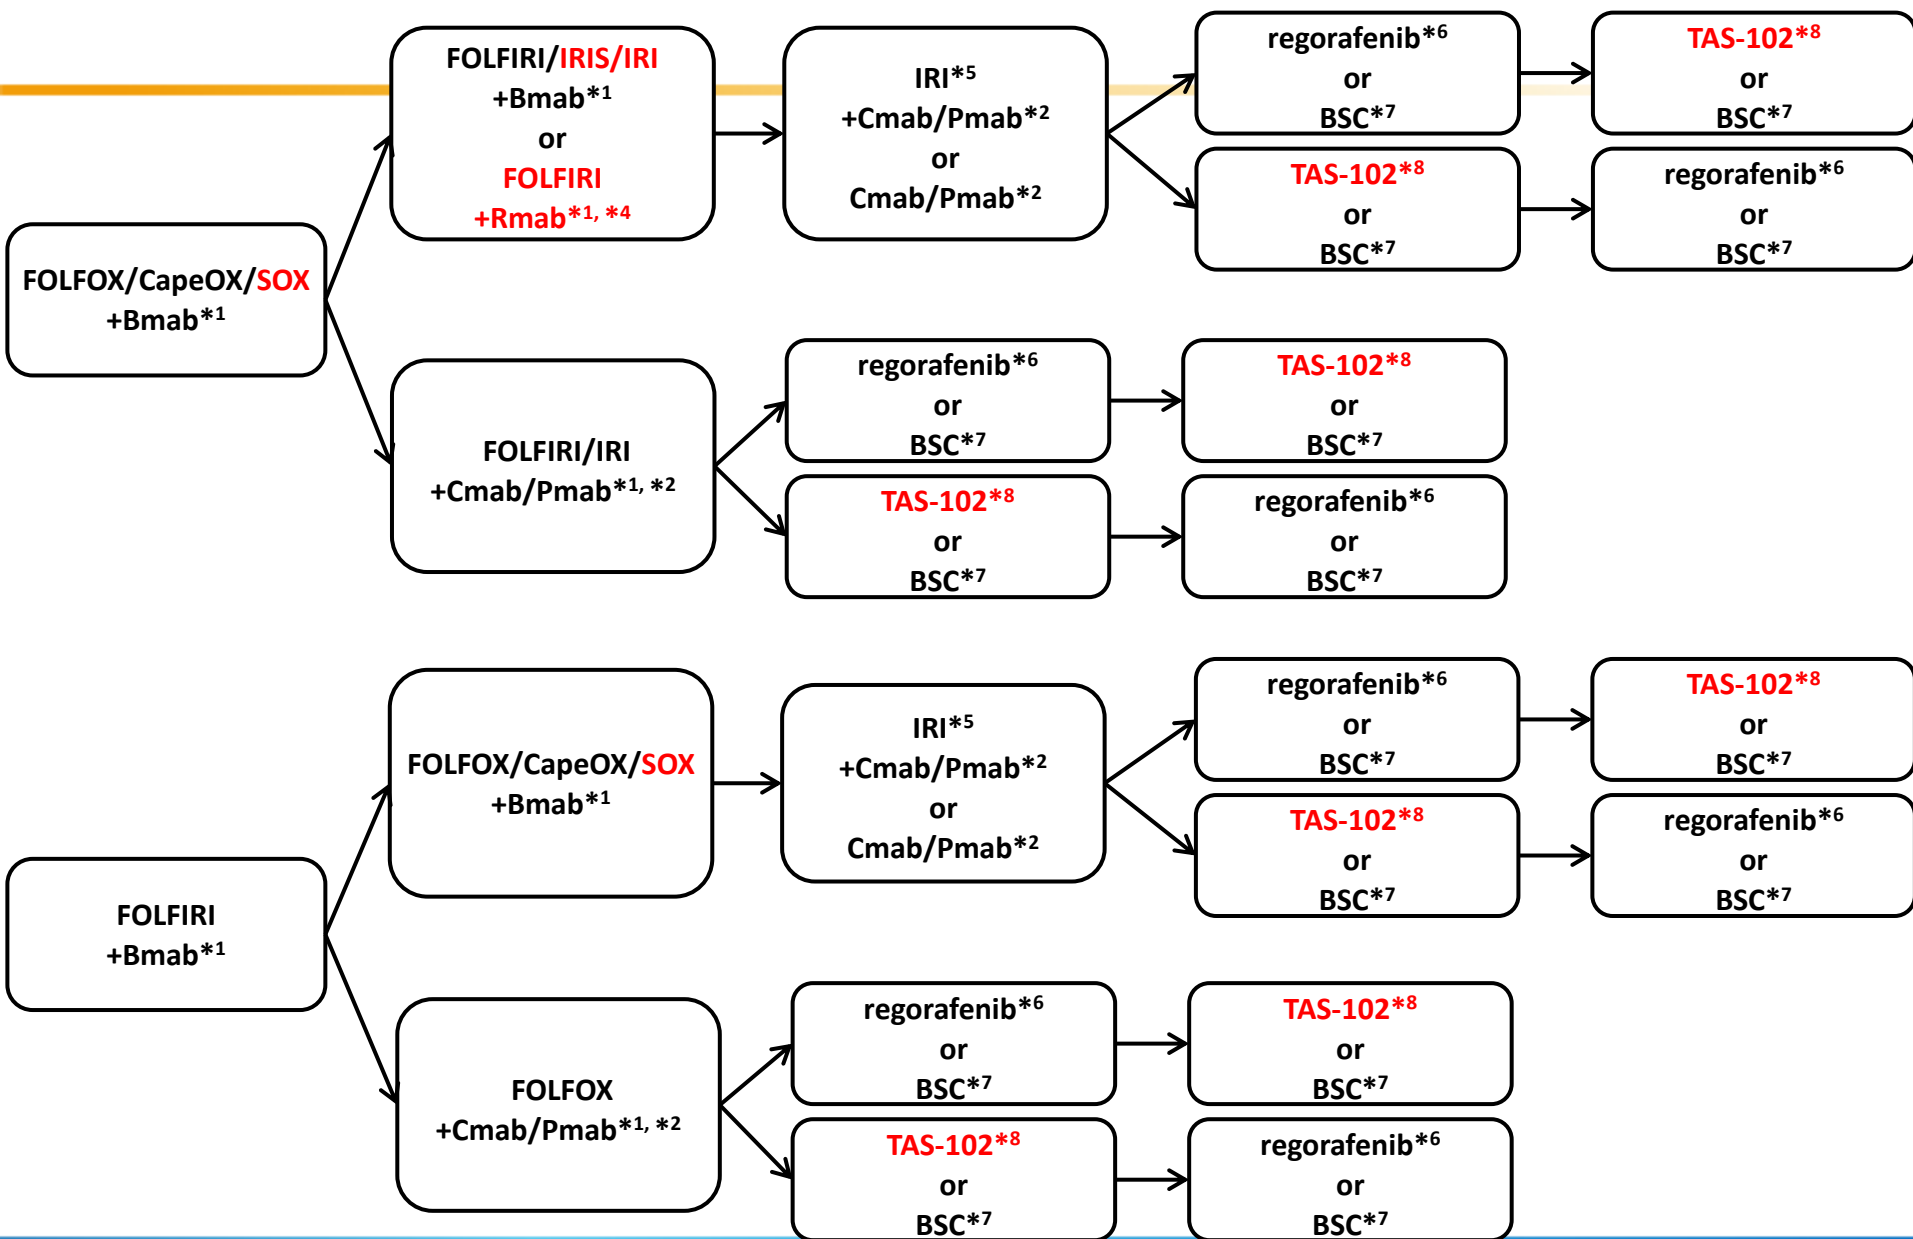 FOLFOX/CapeOX/SOX
+Bmab*1
FOLFIRI/IRIS/IRI
+Bmab*1
or
FOLFIRI
+Rmab*1, *4
IRI*5
+Cmab/Pmab*2
or
Cmab/Pmab*2
regorafenib*6
or
BSC*7
TAS-102*8
or
BSC*7
TAS-102*8
or
BSC*7
regorafenib*6
or
BSC*7
FOLFIRI/IRI
+Cmab/Pmab*1, *2
regorafenib*6
or
BSC*7
TAS-102*8
or
BSC*7
TAS-102*8
or
BSC*7
regorafenib*6
or
BSC*7
FOLFIRI
+Bmab*1
FOLFOX/CapeOX/SOX
+Bmab*1
IRI*5
+Cmab/Pmab*2
or
Cmab/Pmab*2
regorafenib*6
or
BSC*7
TAS-102*8
or
BSC*7
TAS-102*8
or
BSC*7
regorafenib*6
or
BSC*7
FOLFOX
+Cmab/Pmab*1, *2
regorafenib*6
or
BSC*7
TAS-102*8
or
BSC*7
TAS-102*8
or
BSC*7
regorafenib*6
or
BSC*7